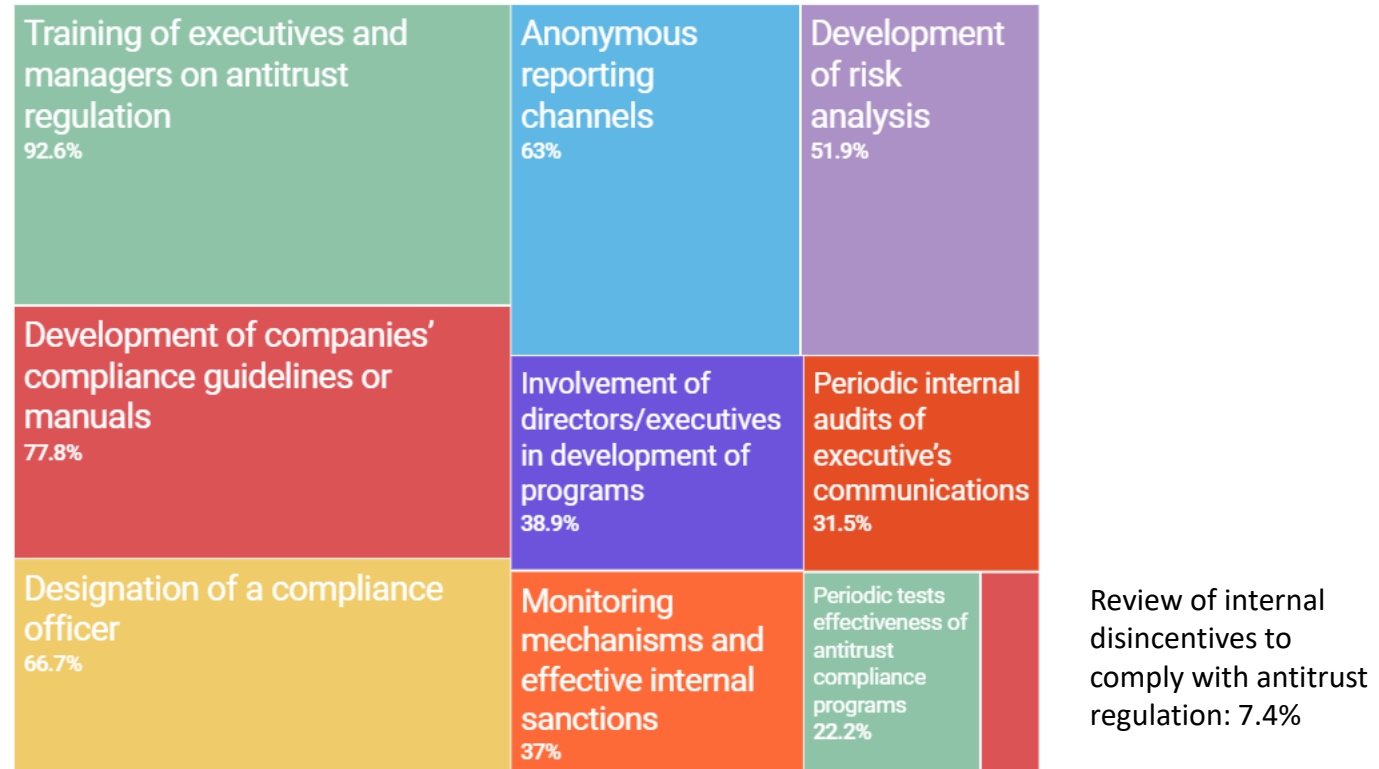 Training of executives and
managers on antitrust
regulation
92.6%
Anonymous
reporting
channels
63%
Development
of risk
analysis
51.9%
Development of companies’
compliance guidelines or
manuals
77.8%
Involvement of
directors/executives
in development of
programs
38.9%
Periodic internal
audits of
executive’s
communications
31.5%
Designation of a compliance
officer
66.7%
Monitoring
mechanisms and
effective internal
sanctions
37%
Periodic tests
effectiveness of
antitrust
compliance
programs
22.2%
Review of internal
disincentives to
comply with antitrust
regulation: 7.4%